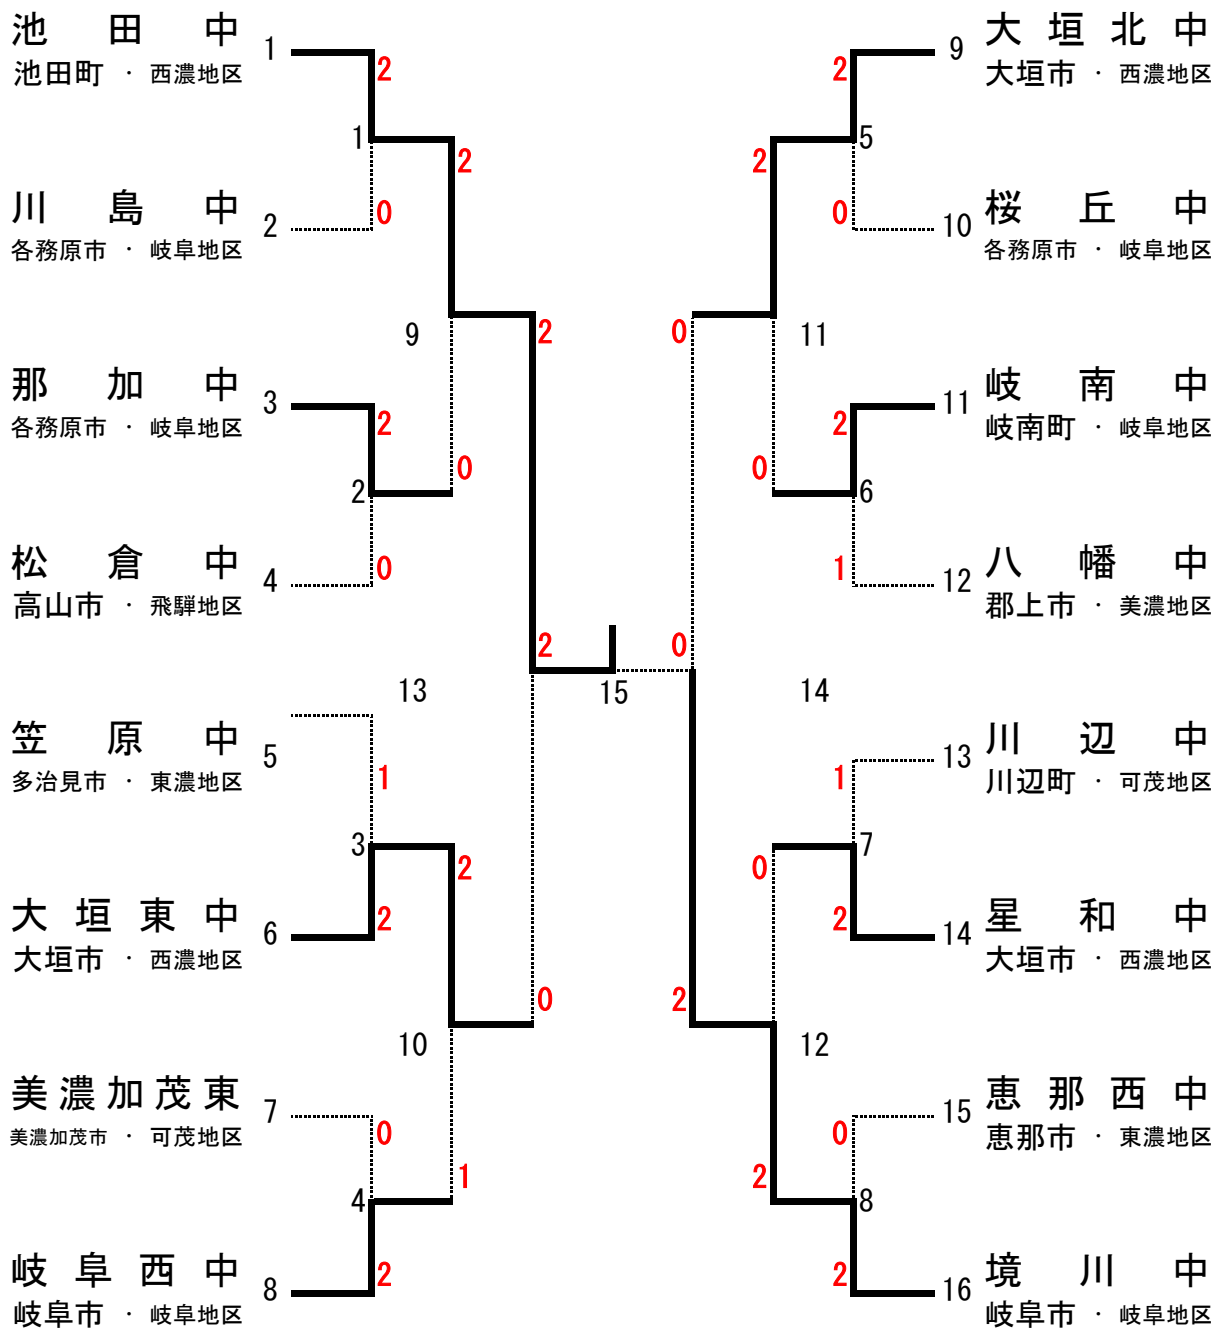 池田中
1
池田町 ・ 西濃地区
2
1
2
川島中
2
各務原市 ・ 岐阜地区
0
9
2
那加中
3
各務原市 ・ 岐阜地区
2
2
0
松倉中
4
高山市 ・ 飛騨地区
0
13
2
笠原中
5
多治見市 ・ 東濃地区
1
3
2
大垣東中
6
大垣市 ・ 西濃地区
2
10
0
美濃加茂東
7
美濃加茂市 ・ 可茂地区
0
4
1
岐阜西中
8
岐阜市 ・ 岐阜地区
2
15
9
大垣北中
大垣市 ・ 西濃地区
2
5
2
10
桜丘中
各務原市 ・ 岐阜地区
0
11
0
11
岐南中
岐南町 ・ 岐阜地区
2
6
0
12
八幡中
郡上市 ・ 美濃地区
1
14
0
13
川辺中
川辺町 ・ 可茂地区
1
7
0
14
星和中
大垣市 ・ 西濃地区
2
12
2
15
恵那西中
恵那市 ・ 東濃地区
0
8
2
16
境川中
岐阜市 ・ 岐阜地区
2